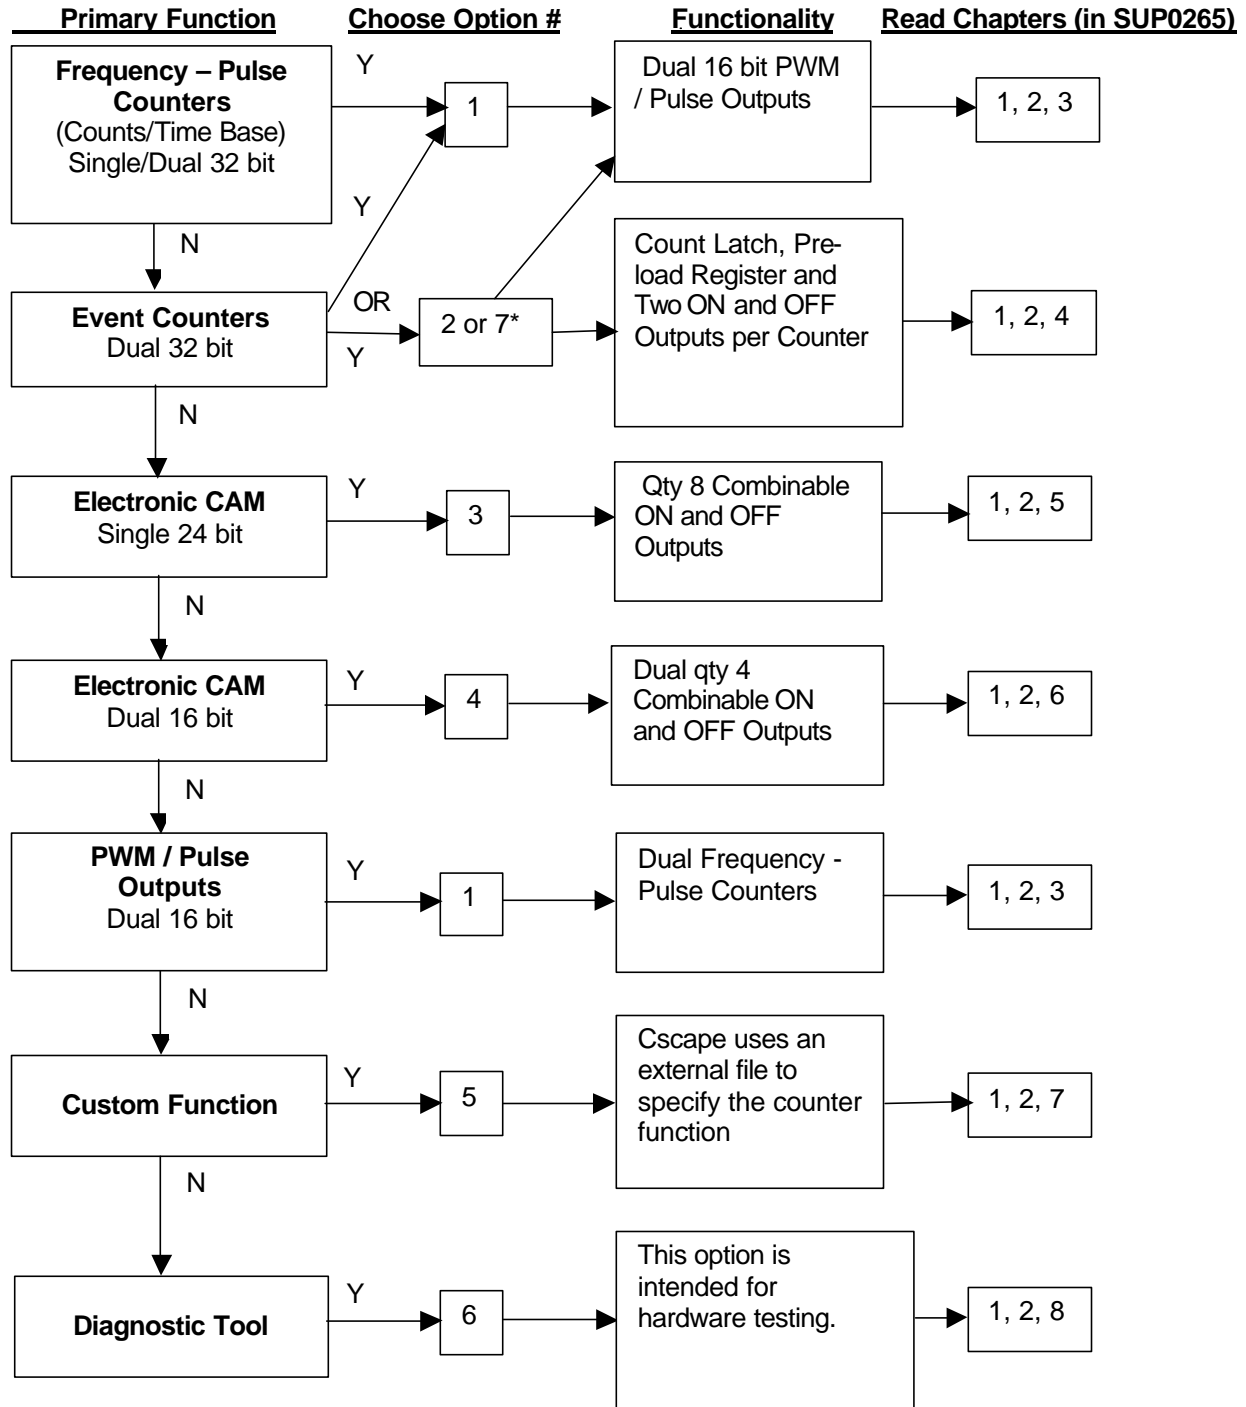 Primary Function Choose Option # Functionality Read Chapters (in SUP0265)
Frequency – Pulse
Counters
(Counts/Time Base)
Single/Dual 32 bit
Y
1
Dual 16 bit PWM
/ Pulse Outputs
1, 2, 3
Y
N
Event Counters
Dual 32 bit
OR
Y
2 or 7*
Count Latch, Pre-
load Register and
Two ON and OFF
Outputs per Counter
1, 2, 4
N
Electronic CAM
Single 24 bit
Y
3
Qty 8 Combinable
ON and OFF
Outputs
1, 2, 5
N
Electronic CAM
Dual 16 bit
Y
4
Dual qty 4
Combinable ON
and OFF Outputs
1, 2, 6
N
PWM / Pulse
Outputs
Dual 16 bit
Y
1
Dual Frequency -
Pulse Counters
1, 2, 3
N
Custom Function
Y
5
Cscape uses an
external file to
specify the counter
function
1, 2, 7
N
Diagnostic Tool
Y
6
This option is
intended for
hardware testing.
1, 2, 8